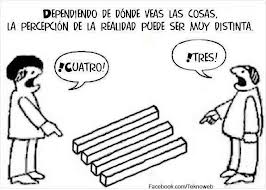 DEPENDIENDO DE DÓNDE VEAS LAS COSAS,
LA PERCEPCIÓN DE LA REALIDAD PUEDE SER MUY DISTINTA.
¡CUATRO!
¡TRES!
Facebook.com/Teknoweb